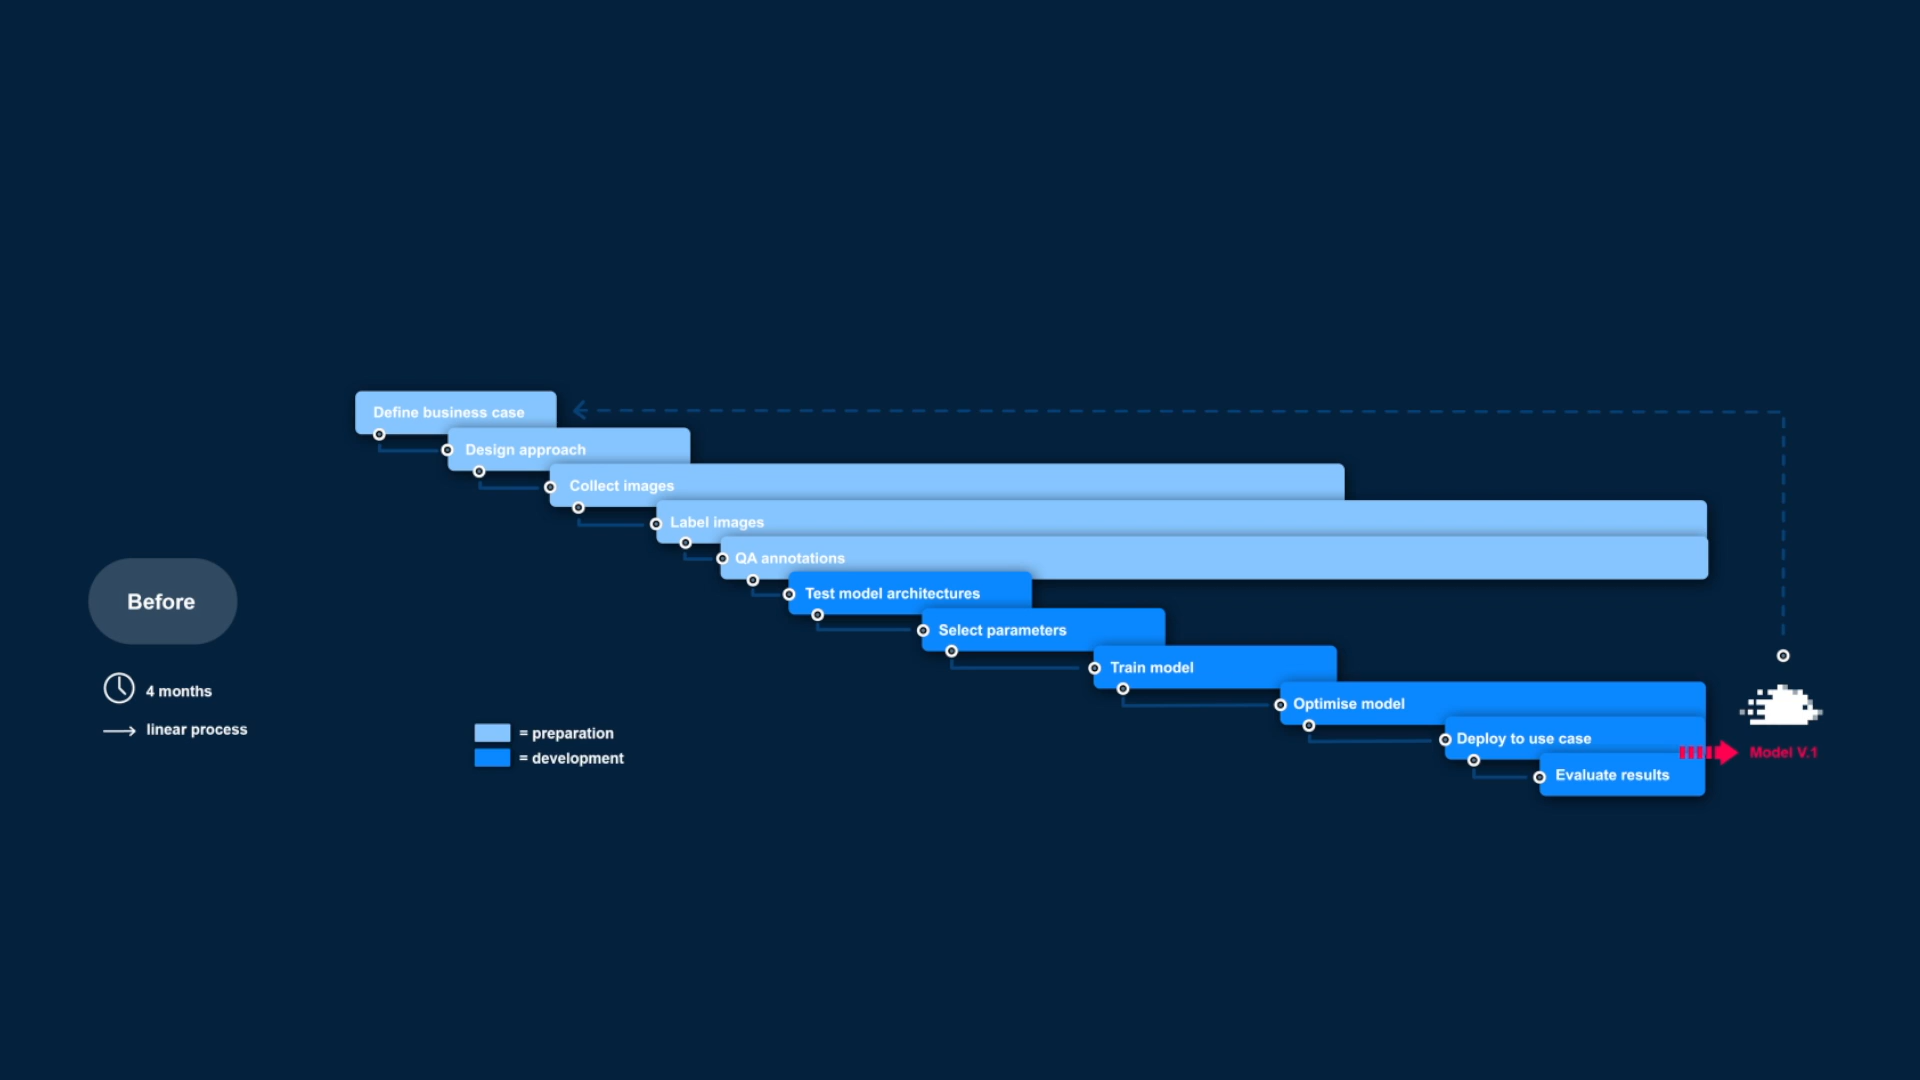 Define business case
Design approach
Collect images
Label images
QA annotations
Test model architectures
Select parameters
Train model
Optimise model
Deploy to use case
Evaluate results
Model V.1
Before
4 months
linear process
= preparation
= development